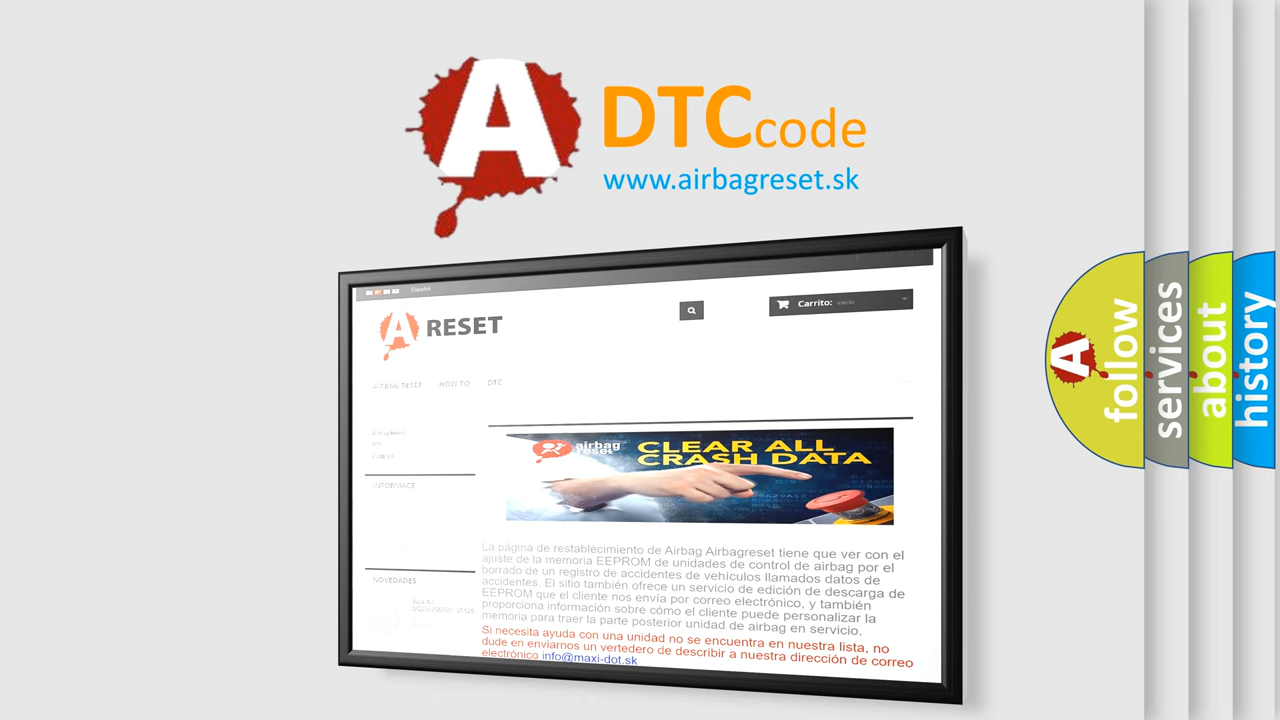 A
DTC code
www.airbagreset.sk
Español
A RESET
Carrito: vacío
AIRBAG RESET HOW TO DTC
INFORMACE
NOVEDADES
airbag
reset
CLEAR ALL
CRASH DATA
La página de restablecimiento de Airbag Airbagreset tiene que ver con el
ajuste de la memoria EEPROM de unidades de control de airbag por el
borrado de un registro de accidentes de vehículos llamados datos de
accidentes. El sitio también ofrece un servicio de edición de descarga de
EEPROM que el cliente nos envía por correo electrónico, y también
proporciona información sobre cómo el cliente puede personalizar la
memoria para traer la parte posterior unidad de airbag en servicio.
Si necesita ayuda con una unidad no se encuentra en nuestra lista, no
dude en enviarnos un vertedero de describir a nuestra dirección de correo
electrónico info@maxi-dot.sk
A
follow
services
about
history